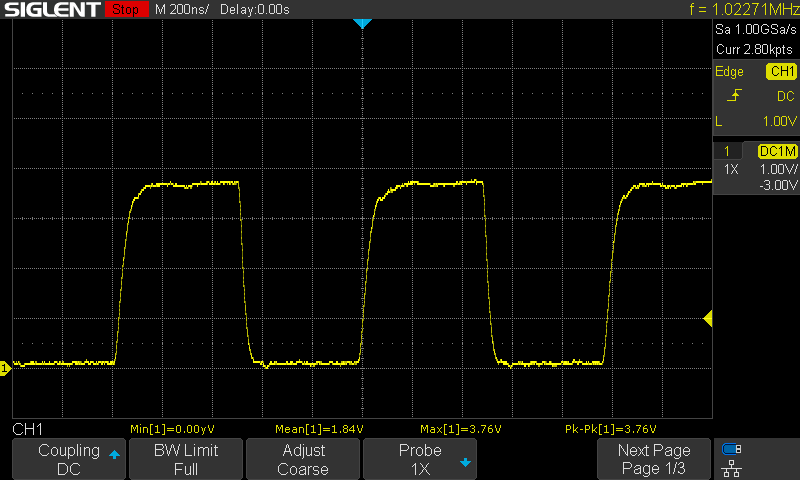 SIGLENT Stop M 200ns/ Delay:0.00s f = 1.02271MHz
Sa 1.00GSa/s
Curr 2.80kpts
Edge CH1
DC
L 1.00V
1 DC1M
1X 1.00V/
-3.00V
1
CH1 Min[1]=0.00yV Mean[1]=1.84V Max[1]=3.76V Pk-Pk[1]=3.76V
Coupling BW Limit Adjust Probe Next Page
DC Full Coarse 1X Page 1/3